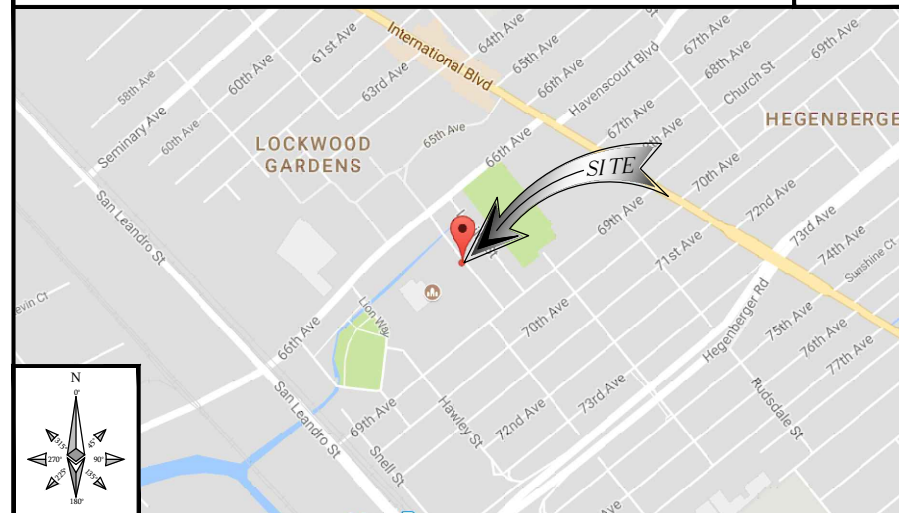 61st Ave
International Blvd
64th Ave
67th Ave
69th Ave
60th Ave
65th Ave
68th Ave
58th Ave
63rd Ave
66th Ave
Havenscourt Blvd
Church St
Seminary Ave
60th Ave
65th Ave
67th Ave
HEGENBERGE
LOCKWOOD
GARDENS
66th Ave
SITE
70th Ave
72nd Ave
San Leandro St
69th Ave
73rd Ave
71st Ave
74th Ave
Sunshine Ct
evin Ct
Lion Way
66th Ave
70th Ave
Hegenberger Rd
75th Ave
76th Ave
77th Ave
N
0°
45°
90°
135°
180°
225°
270°
315°
San Leandro St
69th Ave
Hawley St
72nd Ave
73rd Ave
Rudsdale St
Snell St